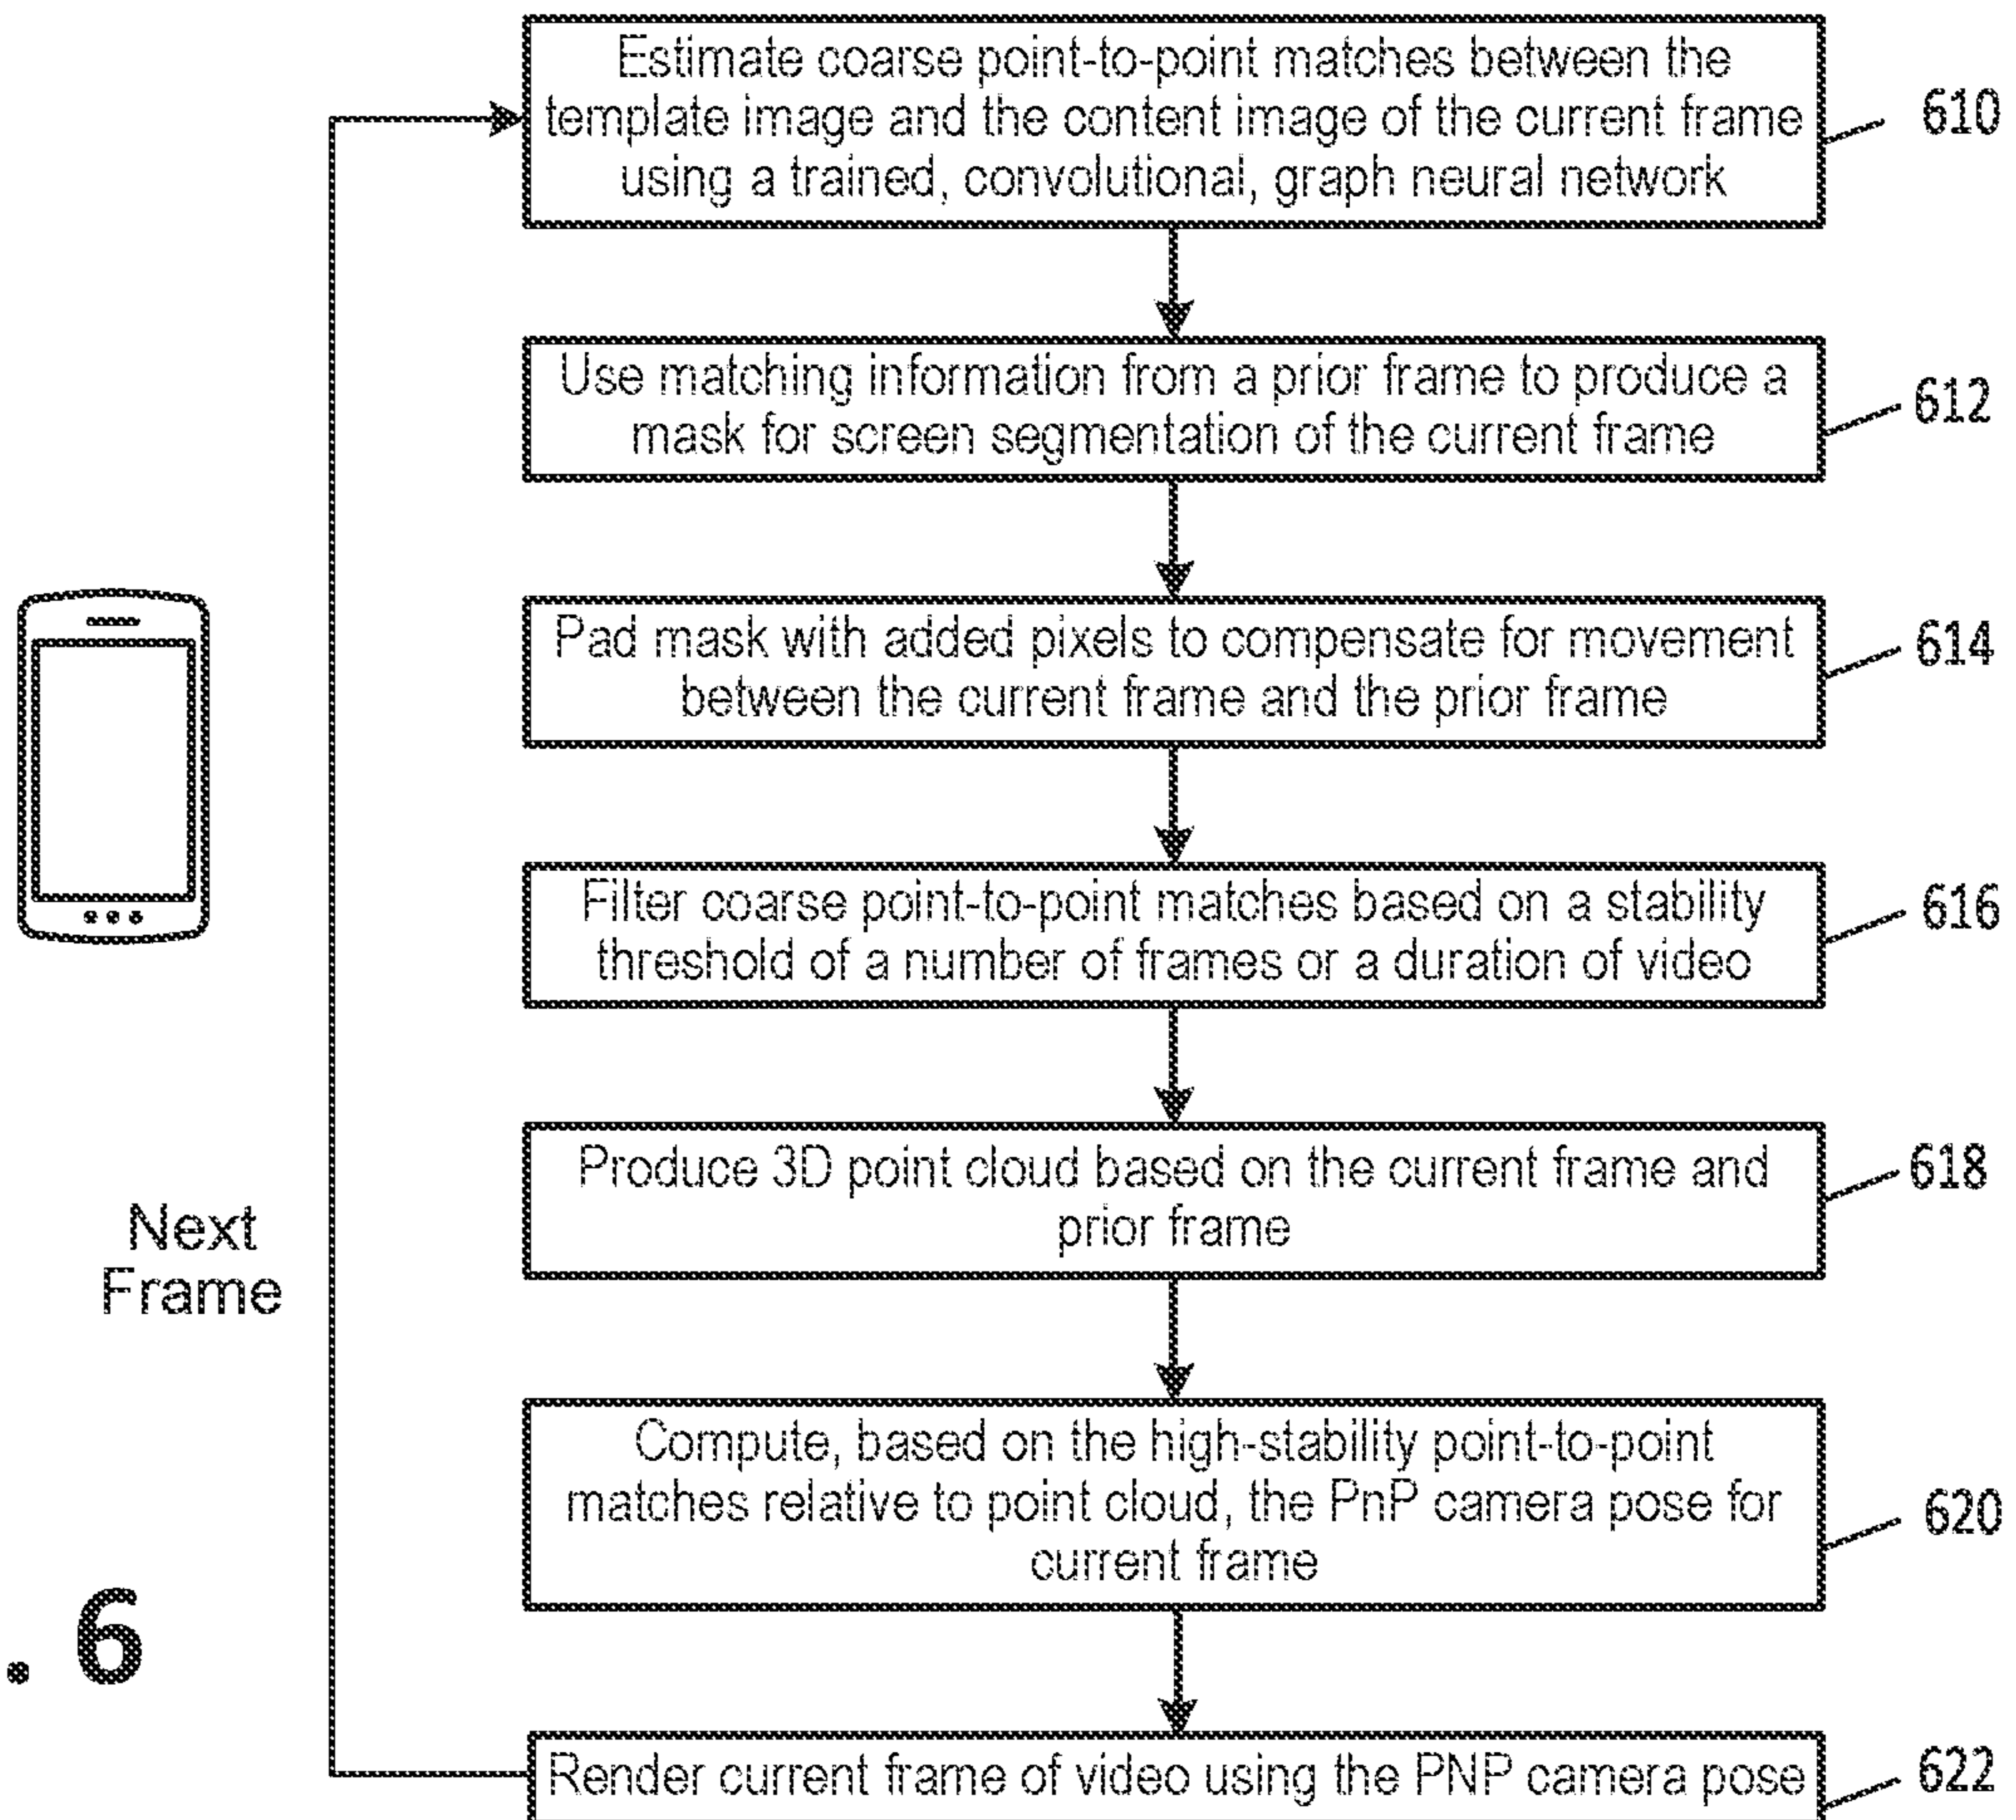 Estimate coarse point-to-point matches between the
template image and the content image of the current frame
using a trained, convolutional, graph neural network
610
Use matching information from a prior frame to produce a
mask for screen segmentation of the current frame
612
Pad mask with added pixels to compensate for movement
between the current frame and the prior frame
614
Filter coarse point-to-point matches based on a stability
threshold of a number of frames or a duration of video
616
Produce 3D point cloud based on the current frame and
prior frame
618
Next
Frame
Compute, based on the high-stability point-to-point
matches relative to point cloud, the PnP camera pose for
current frame
620
. 6
Render current frame of video using the PNP camera pose
622